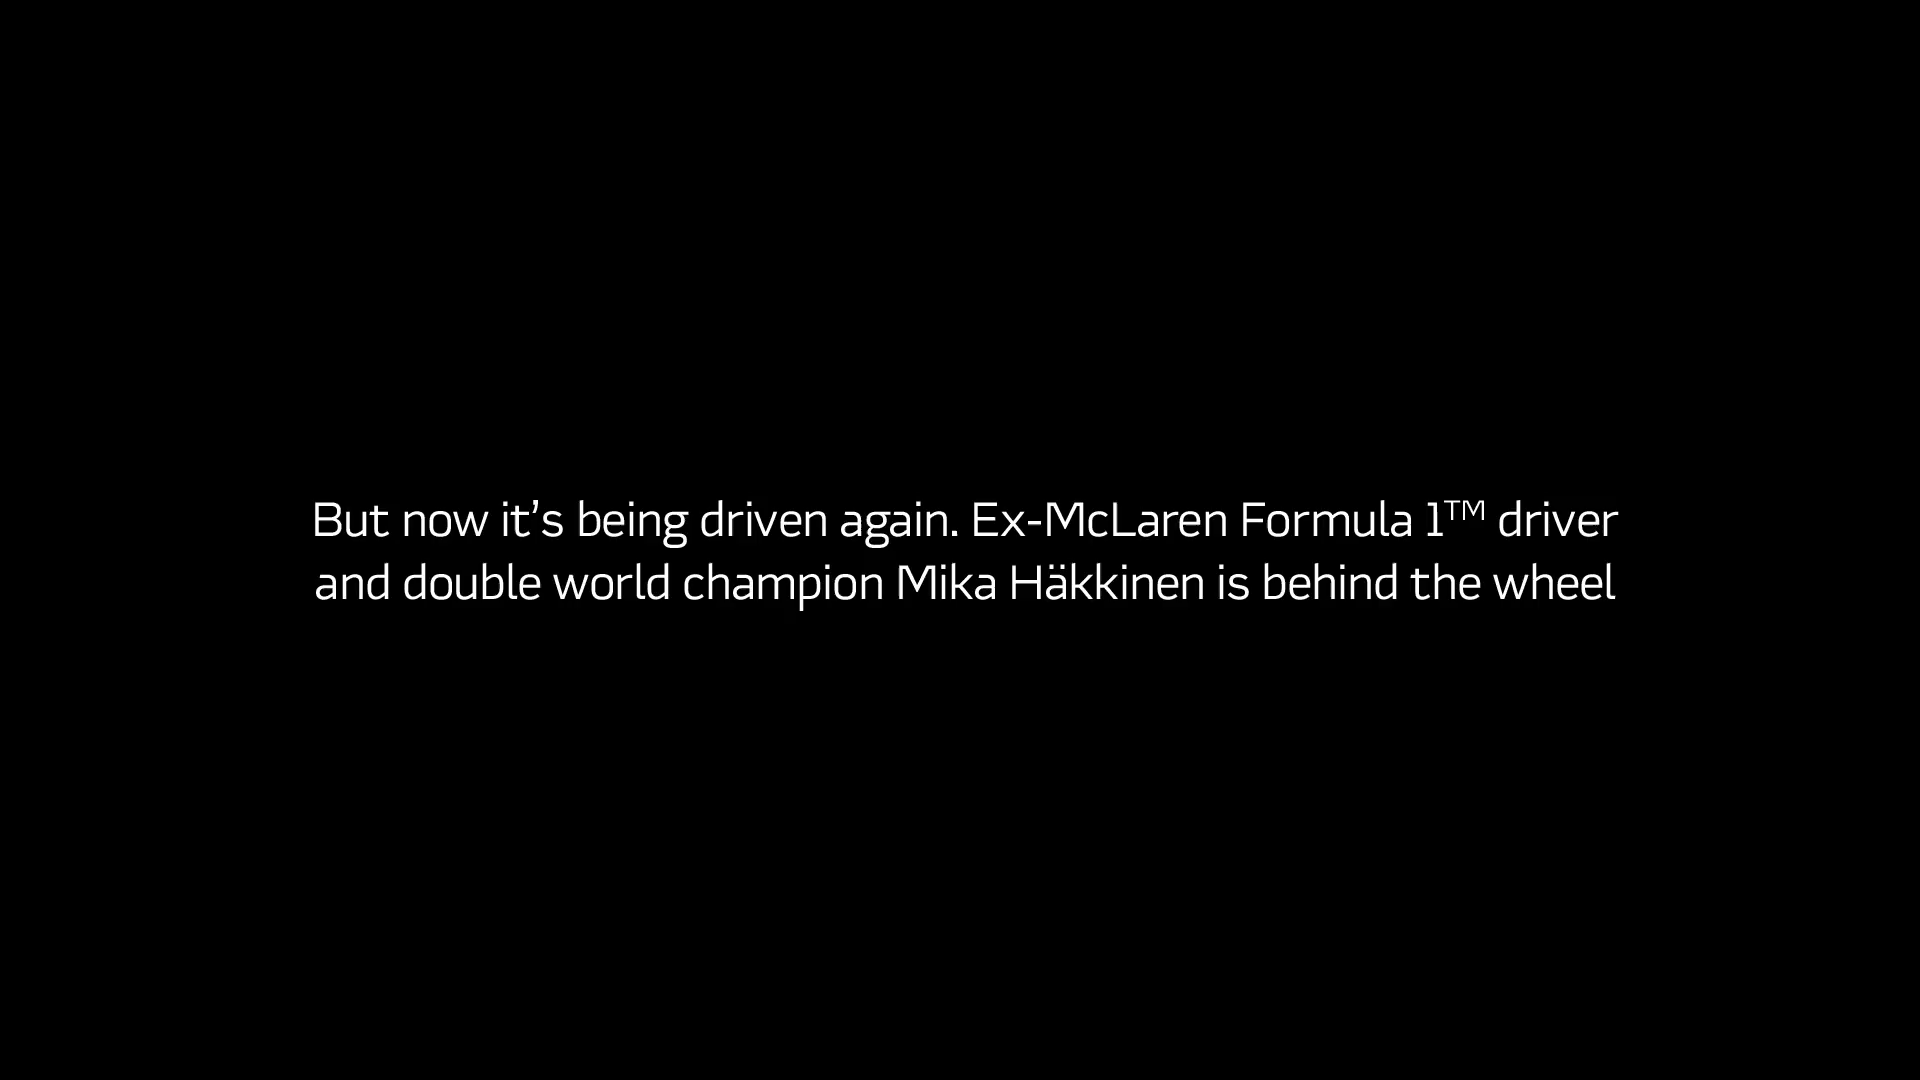 But now it’s being driven again. Ex-McLaren Formula 1™ driver
and double world champion Mika Häkkinen is behind the wheel